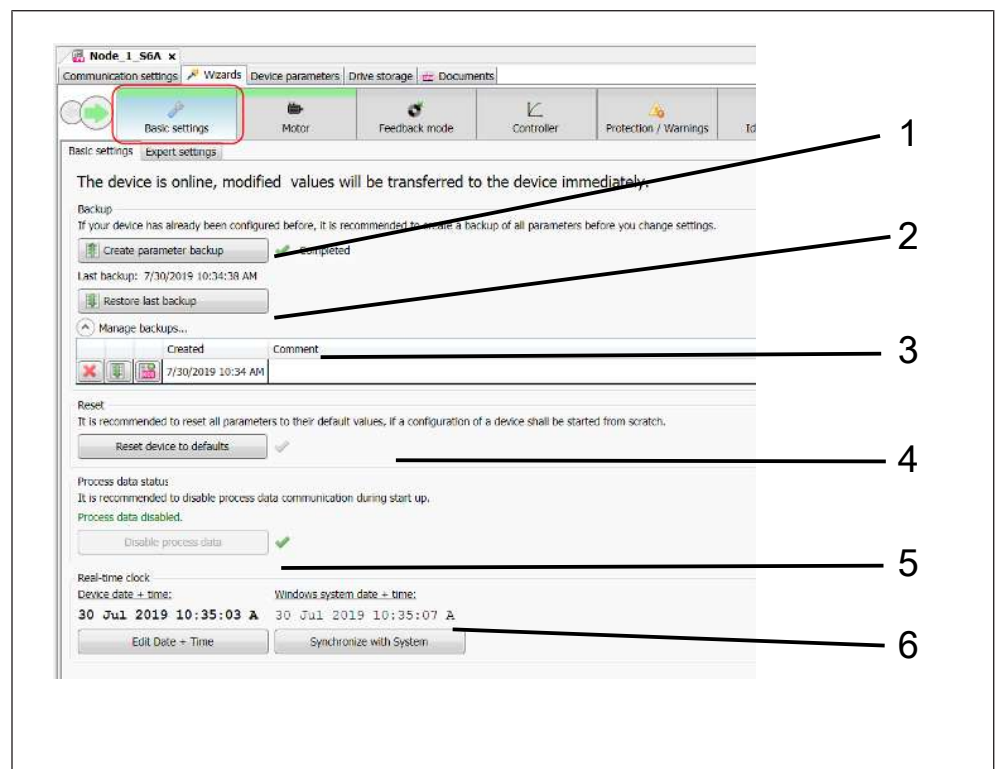 Node_1_S6A x
Communication settings Wizards Device parameters Drive storage Documents
Basic settings Motor Feedback mode Controller Protection / Warnings Id
Basic settings Expert settings
The device is online, modified values will be transferred to the device immediately.
Backup
If your device has already been configured before, it is recommended to create a backup of all parameters before you change settings.
Create parameter backup Completed
Last backup: 7/30/2019 10:34:38 AM
Restore last backup
Manage backups...
Created Comment
7/30/2019 10:34 AM
Reset
It is recommended to reset all parameters to their default values, if a configuration of a device shall be started from scratch.
Reset device to defaults
Process data status
It is recommended to disable process data communication during start up.
Process data disabled.
Disable process data
Real-time clock
Device date + time: Windows system date + time:
30 Jul 2019 10:35:03 A 30 Jul 2019 10:35:07 A
Edit Date + Time Synchronize with System
1
2
3
4
5
6